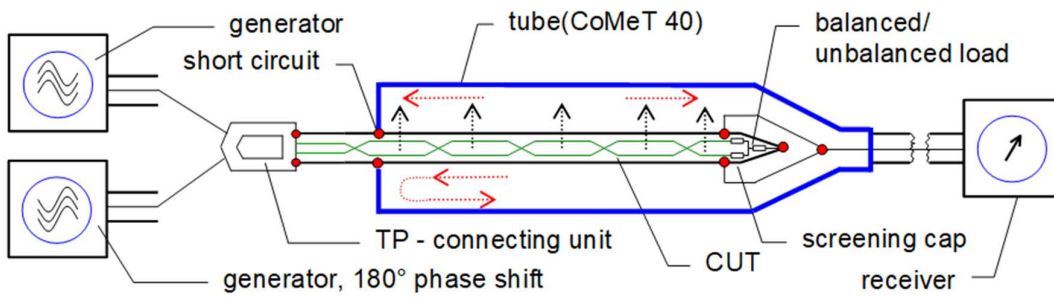 generator
short circuit
tube(CoMeT 40)
balanced/
unbalanced load
TP - connecting unit
generator, 180° phase shift
CUT
screening cap
receiver